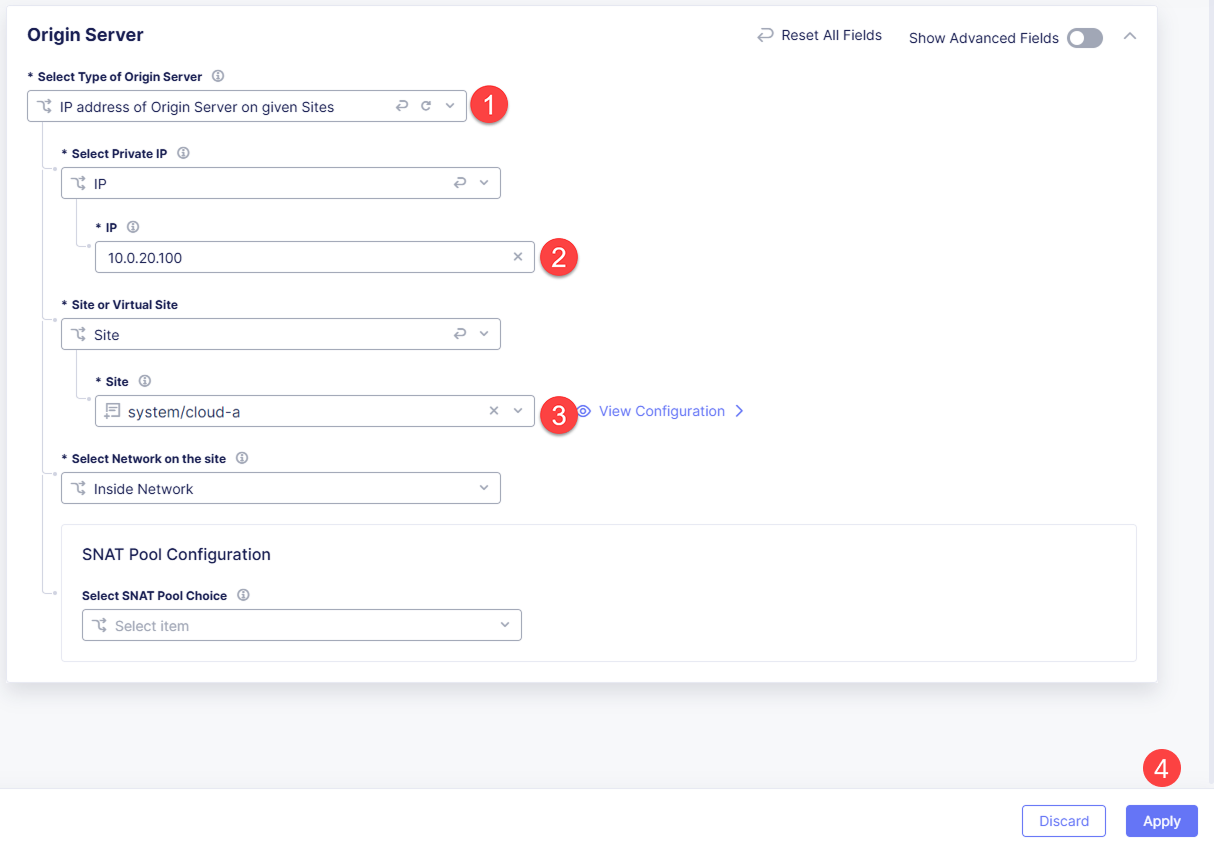 Origin Server
Reset All Fields
Show Advanced Fields
* Select Type of Origin Server
IP address of Origin Server on given Sites
1
* Select Private IP
IP
* IP
10.0.20.100
2
* Site or Virtual Site
Site
* Site
system/cloud-a
3
View Configuration
* Select Network on the site
Inside Network
SNAT Pool Configuration
Select SNAT Pool Choice
Select item
4
Discard
Apply